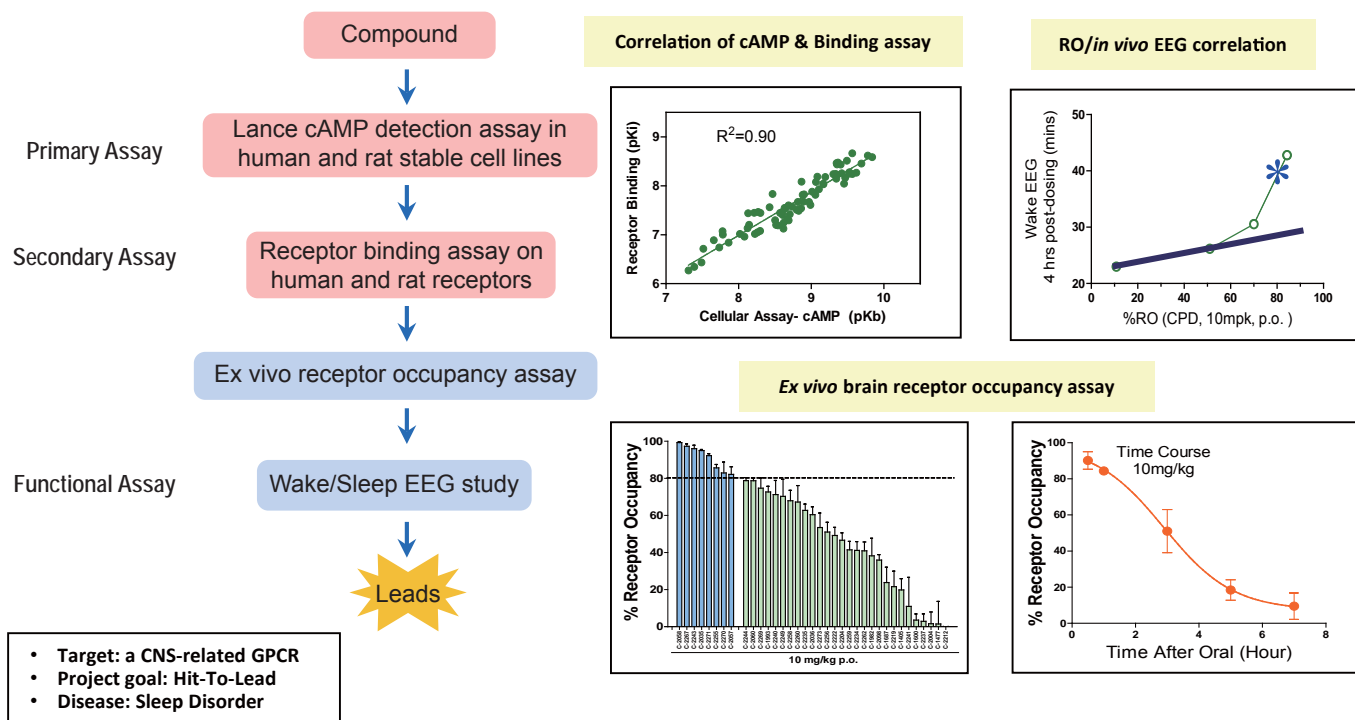 Compound
Primary Assay
Lance cAMP detection assay in
human and rat stable cell lines
Secondary Assay
Receptor binding assay on
human and rat receptors
Ex vivo receptor occupancy assay
Functional Assay
Wake/Sleep EEG study
Leads
• Target: a CNS-related GPCR
• Project goal: Hit-To-Lead
• Disease: Sleep Disorder
Correlation of cAMP & Binding assay
R²=0.90
Receptor Binding (pKi)
9
8
7
6
7 8 9 10
Cellular Assay- cAMP (pKb)
RO/in vivo EEG correlation
Wake EEG
4 hrs post-dosing (mins)
50
40
30
20
0 20 40 60 80 100
%RO (CPD, 10mpk, p.o. )
*
Ex vivo brain receptor occupancy assay
% Receptor Occupancy
100
80
60
40
20
0
10 mg/kg p.o.
Time Course
10mg/kg
% Receptor Occupancy
100
80
60
40
20
0
0 2 4 6 8
Time After Oral (Hour)